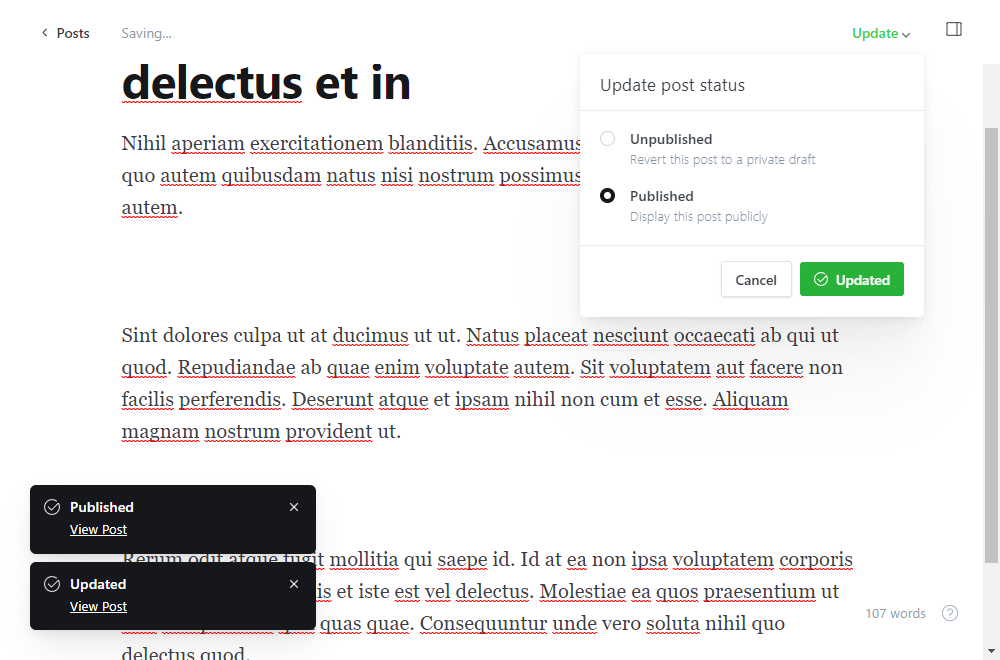 Posts
Saving...
Update
delectus et in
Nihil aperiam exercitationem blanditiis. Accusamus
quo autem quibusdam natus nisi nostrum possimus
autem.
Update post status
Unpublished
Revert this post to a private draft
Published
Display this post publicly
Cancel
Updated
Sint dolores culpa ut at ducimus ut ut. Natus placeat nesciunt occaecati ab qui ut
quod. Repudiandae ab quae enim voluptate autem. Sit voluptatem aut facere non
facilis perferendis. Deserunt atque et ipsam nihil non cum et esse. Aliquam
magnam nostrum provident ut.
Rerum odit atque fugit mollitia qui saepe id. Id at ea non ipsa voluptatem corporis
et iste est vel delectus. Molestiae ea quos praesentium ut
quas quae. Consequuntur unde vero soluta nihil quo
delectus quod.
Published
View Post
Updated
View Post
107 words
?